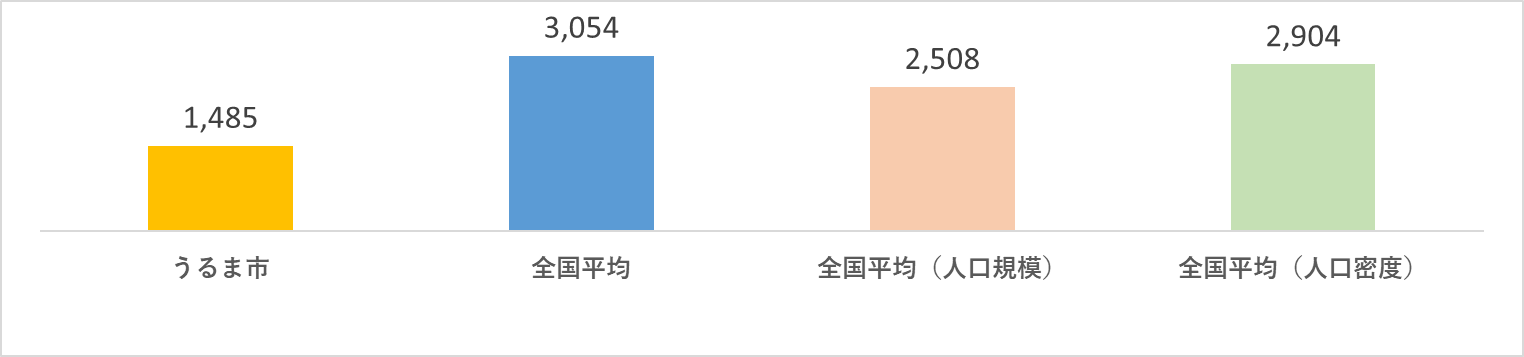 3,054
2,904
2,508
1,485
うるま市
全国平均
全国平均（人口規模）
全国平均（人口密度）